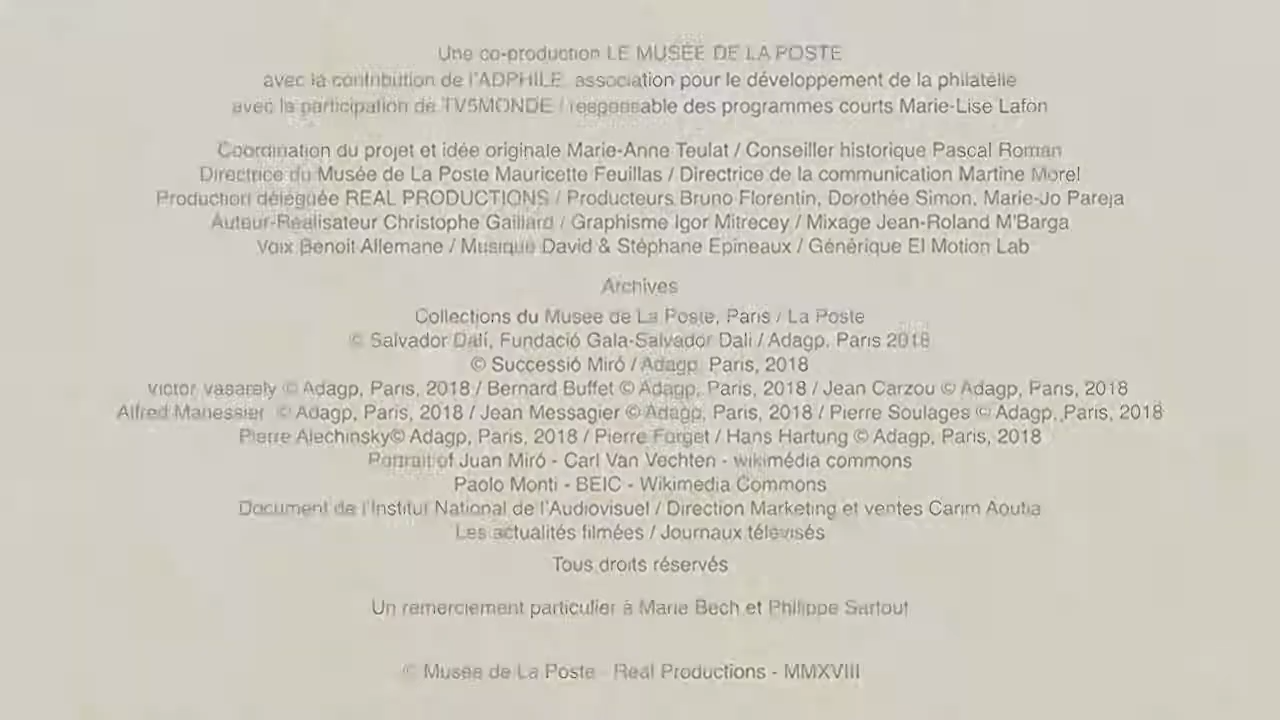 Une co-production LE MUSÉE DE LA POSTE
avec la contribution de l'ADPHILE, association pour le développement de la philatélie
avec la participation de TV5MONDE / responsable des programmes courts Marie-Lise Lafon
Coordination du projet et idée originale Marie-Anne Teulat / Conseiller historique Pascal Roman
Directrice du Musée de La Poste Mauricette Feuillas / Directrice de la communication Martine Morel
Production déléguée REAL PRODUCTIONS / Producteurs Bruno Florentin, Dorothée Simon, Marie-Jo Pareja
Auteur-Réalisateur Christophe Gaillard / Graphisme Igor Mitrecey / Mixage Jean-Roland M'Barga
Voix Benoit Allemane / Musique David & Stéphane Epineaux / Générique El Motion Lab
Archives
Collections du Musée de La Poste, Paris / La Poste
© Salvador Dalí, Fundació Gala-Salvador Dali / Adagp, Paris 2018
© Successió Miró / Adagp, Paris, 2018
Victor Vasarely © Adagp, Paris, 2018 / Bernard Buffet © Adagp, Paris, 2018 / Jean Carzou © Adagp, Paris, 2018
Alfred Manessier © Adagp, Paris, 2018 / Jean Messagier © Adagp, Paris, 2018 / Pierre Soulages © Adagp, Paris, 2018
Pierre Alechinsky© Adagp, Paris, 2018 / Pierre Forget / Hans Hartung © Adagp, Paris, 2018
Portrait of Juan Miró - Carl Van Vechten - wikimédia commons
Paolo Monti - BEIC - Wikimedia Commons
Document de l'Institut National de l'Audiovisuel / Direction Marketing et ventes Carim Aoutia
Les actualités filmées / Journaux télévisés
Tous droits réservés
Un remerciement particulier à Marie Bech et Philippe Sartout
© Musée de La Poste - Real Productions - MMXVIII